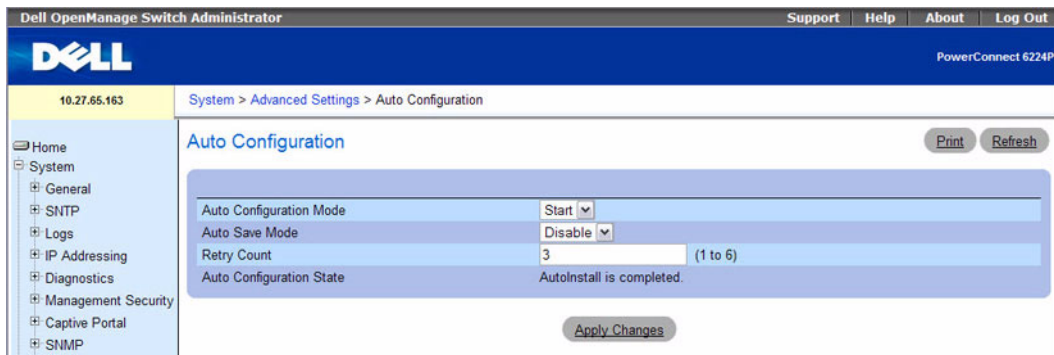 Dell OpenManage Switch Administrator
Support Help About Log Out
DELL
PowerConnect 6224P
10.27.65.163
System > Advanced Settings > Auto Configuration
Home
System
General
SNTP
Logs
IP Addressing
Diagnostics
Management Security
Captive Portal
SNMP
Auto Configuration
Print Refresh
Auto Configuration Mode Start
Auto Save Mode Disable
Retry Count 3 (1 to 6)
Auto Configuration State AutoInstall is completed.
Apply Changes